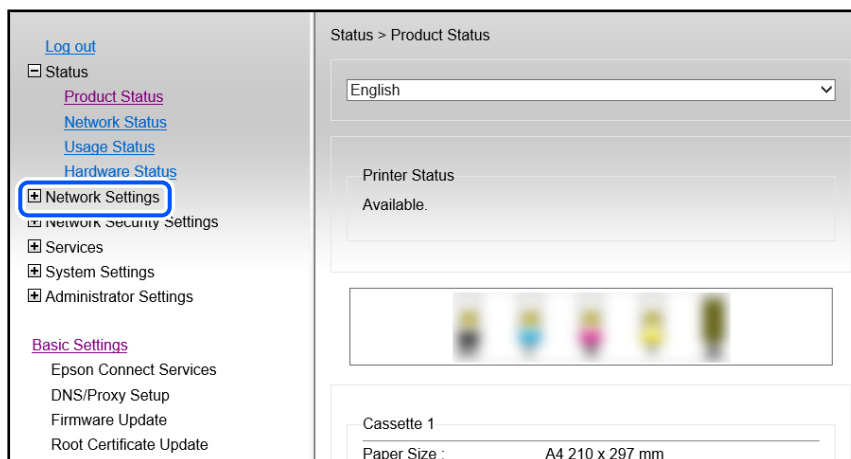 Log out
Status
Product Status
Network Status
Usage Status
Hardware Status
Network Settings
Network Security Settings
Services
System Settings
Administrator Settings
Basic Settings
Epson Connect Services
DNS/Proxy Setup
Firmware Update
Root Certificate Update
Status > Product Status
English
Printer Status
Available.
Cassette 1
Paper Size : A4 210 x 297 mm